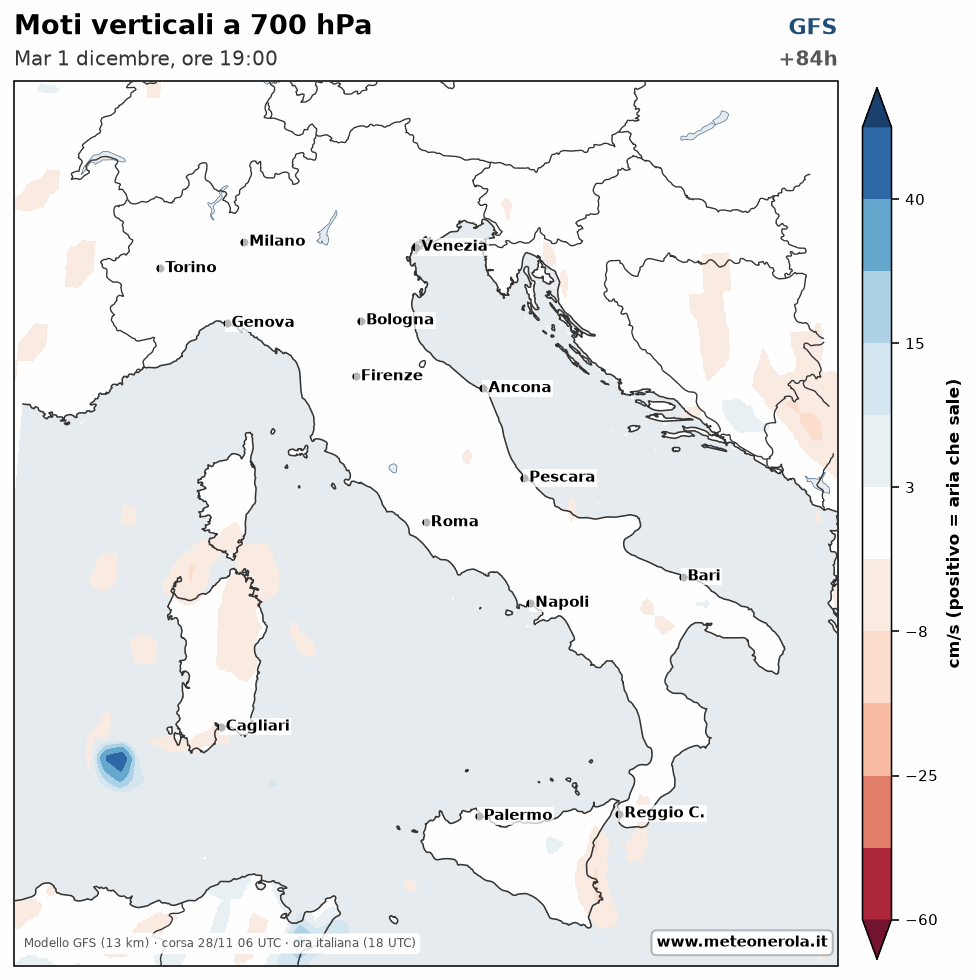 Moti verticali a 700 hPa
GFS
Mar 1 dicembre, ore 19:00
+84h
Milano
Venezia
Torino
Genova
Bologna
Firenze
Ancona
Pescara
Roma
Bari
Napoli
Cagliari
Palermo
Reggio C.
40
15
3
−8
−25
−60
cm/s (positivo = aria che sale)
Modello GFS (13 km) · corsa 28/11 06 UTC · ora italiana (18 UTC)
www.meteonerola.it